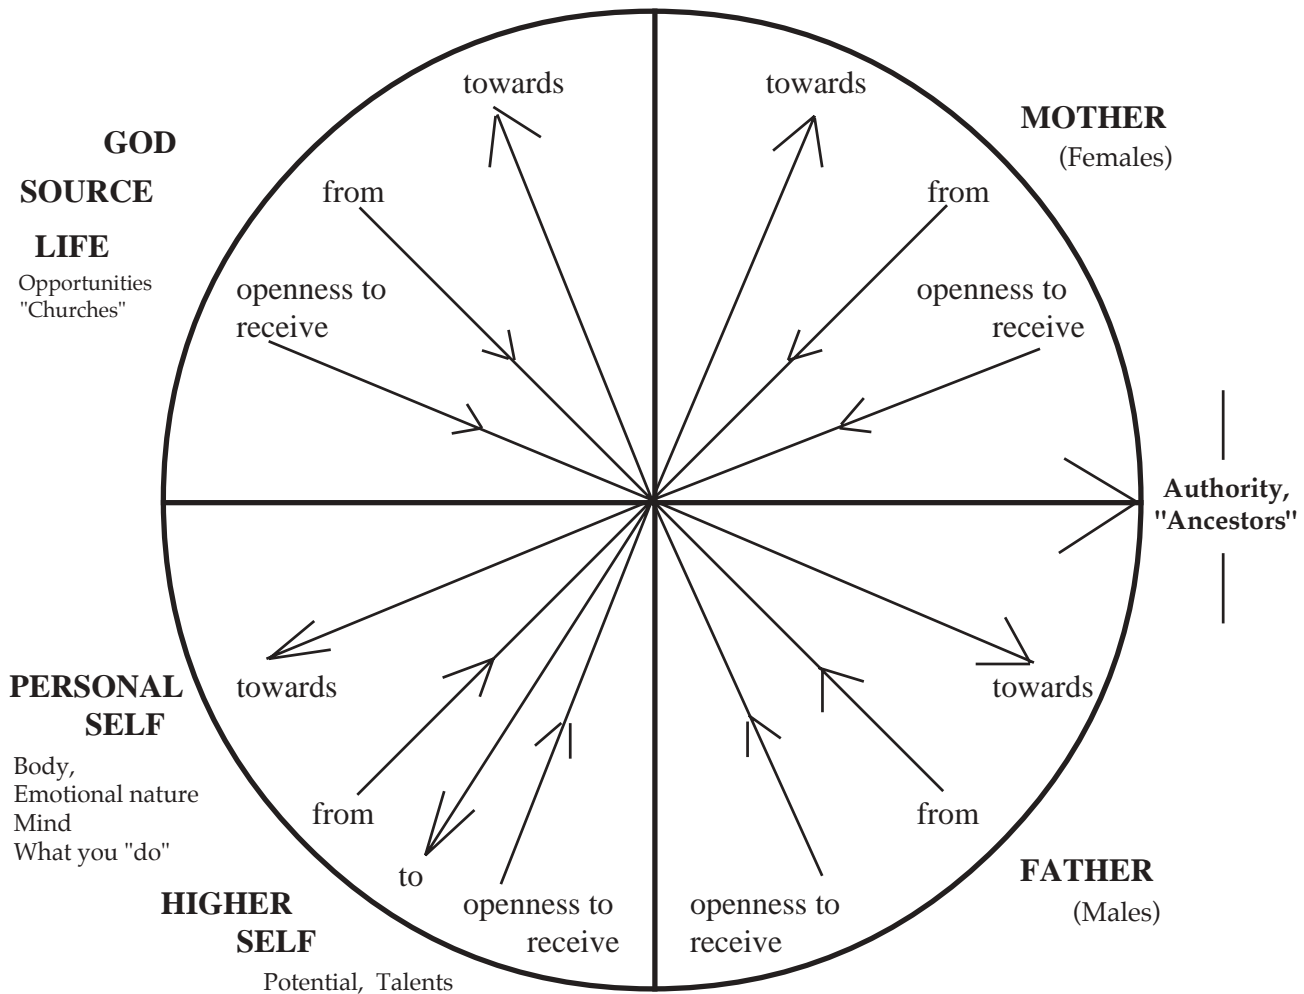 towards
towards
MOTHER
(Females)
GOD
SOURCE
LIFE
Opportunities
"Churches"
from
from
openness to
receive
openness to
receive
Authority,
"Ancestors"
PERSONAL
SELF
Body,
Emotional nature
Mind
What you "do"
towards
towards
from
from
to
HIGHER
SELF
Potential, Talents
openness to
receive
openness to
receive
FATHER
(Males)